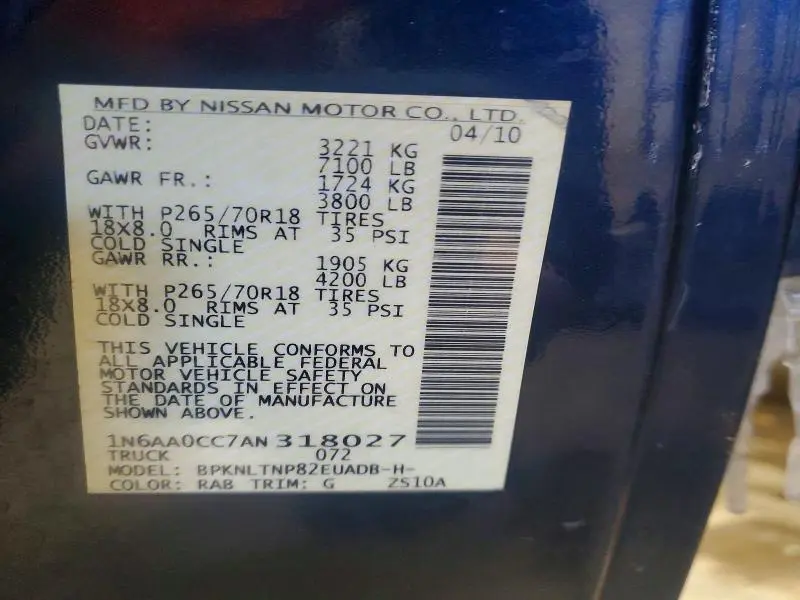 MFD BY NISSAN MOTOR CO., LTD.
DATE: 04/10
GVWR: 3221 KG
7100 LB
GAWR FR.: 1724 KG
3800 LB
WITH P265/70R18 TIRES
18X8.0 RIMS AT 35 PSI
COLD SINGLE
GAWR RR.: 1905 KG
4200 LB
WITH P265/70R18 TIRES
18X8.0 RIMS AT 35 PSI
COLD SINGLE
THIS VEHICLE CONFORMS TO
ALL APPLICABLE FEDERAL
MOTOR VEHICLE SAFETY
STANDARDS IN EFFECT ON
THE DATE OF MANUFACTURE
SHOWN ABOVE.
1N6AA0CC7AN318027
TRUCK 072
MODEL: BPKNLTNP82EUADB-H-
COLOR: RAB TRIM: G ZS10A